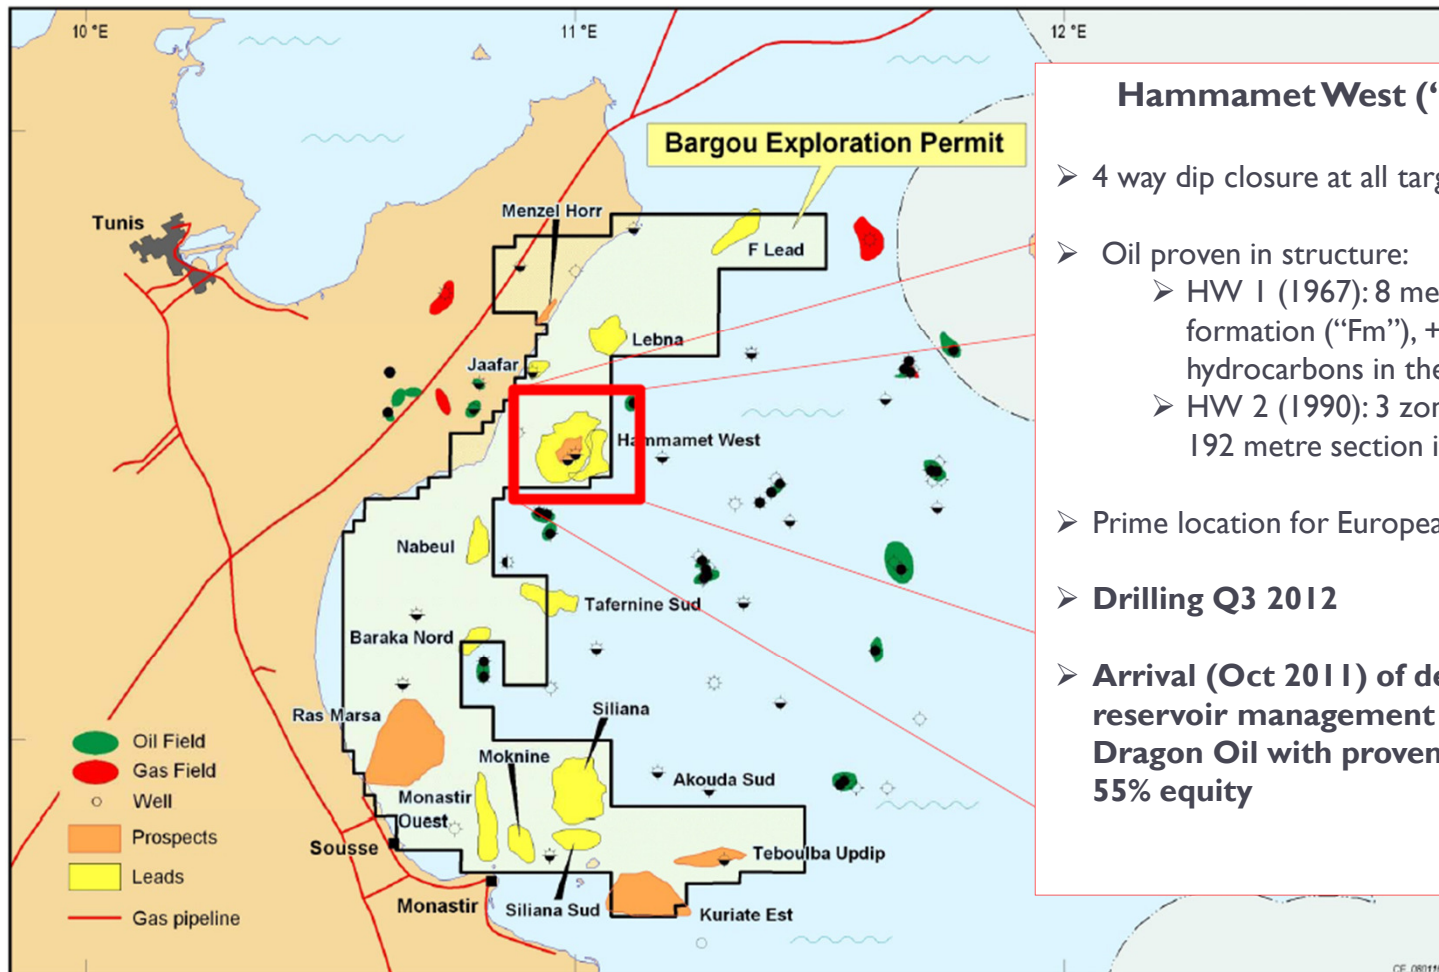 10 °E
11 °E
12 °E
Bargou Exploration Permit
Tunis
Menzel Horr
F Lead
Lebna
Jaafar
Hammamet West
Nabeul
Tafernine Sud
Baraka Nord
Ras Marsa
Siliana
Moknine
Akouda Sud
Monastir
Ouest
Sousse
Teboulba Updip
Monastir
Siliana Sud
Kuriate Est
Oil Field
Gas Field
Well
Prospects
Leads
Gas pipeline
Hammamet West (‘
➢ 4 way dip closure at all targ
➢ Oil proven in structure:
➢ HW 1 (1967): 8 me
formation (“Fm”), +
hydrocarbons in the
➢ HW 2 (1990): 3 zor
192 metre section i
➢ Prime location for Europea
➢ Drilling Q3 2012
➢ Arrival (Oct 2011) of de
reservoir management
Dragon Oil with proven
55% equity